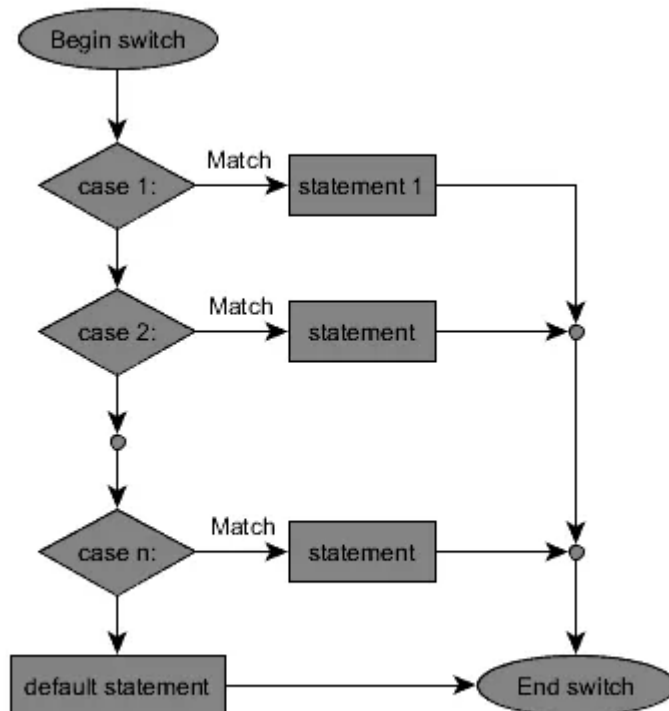 Begin switch
case 1:
Match
statement 1
case 2:
Match
statement
case n:
Match
statement
default statement
End switch